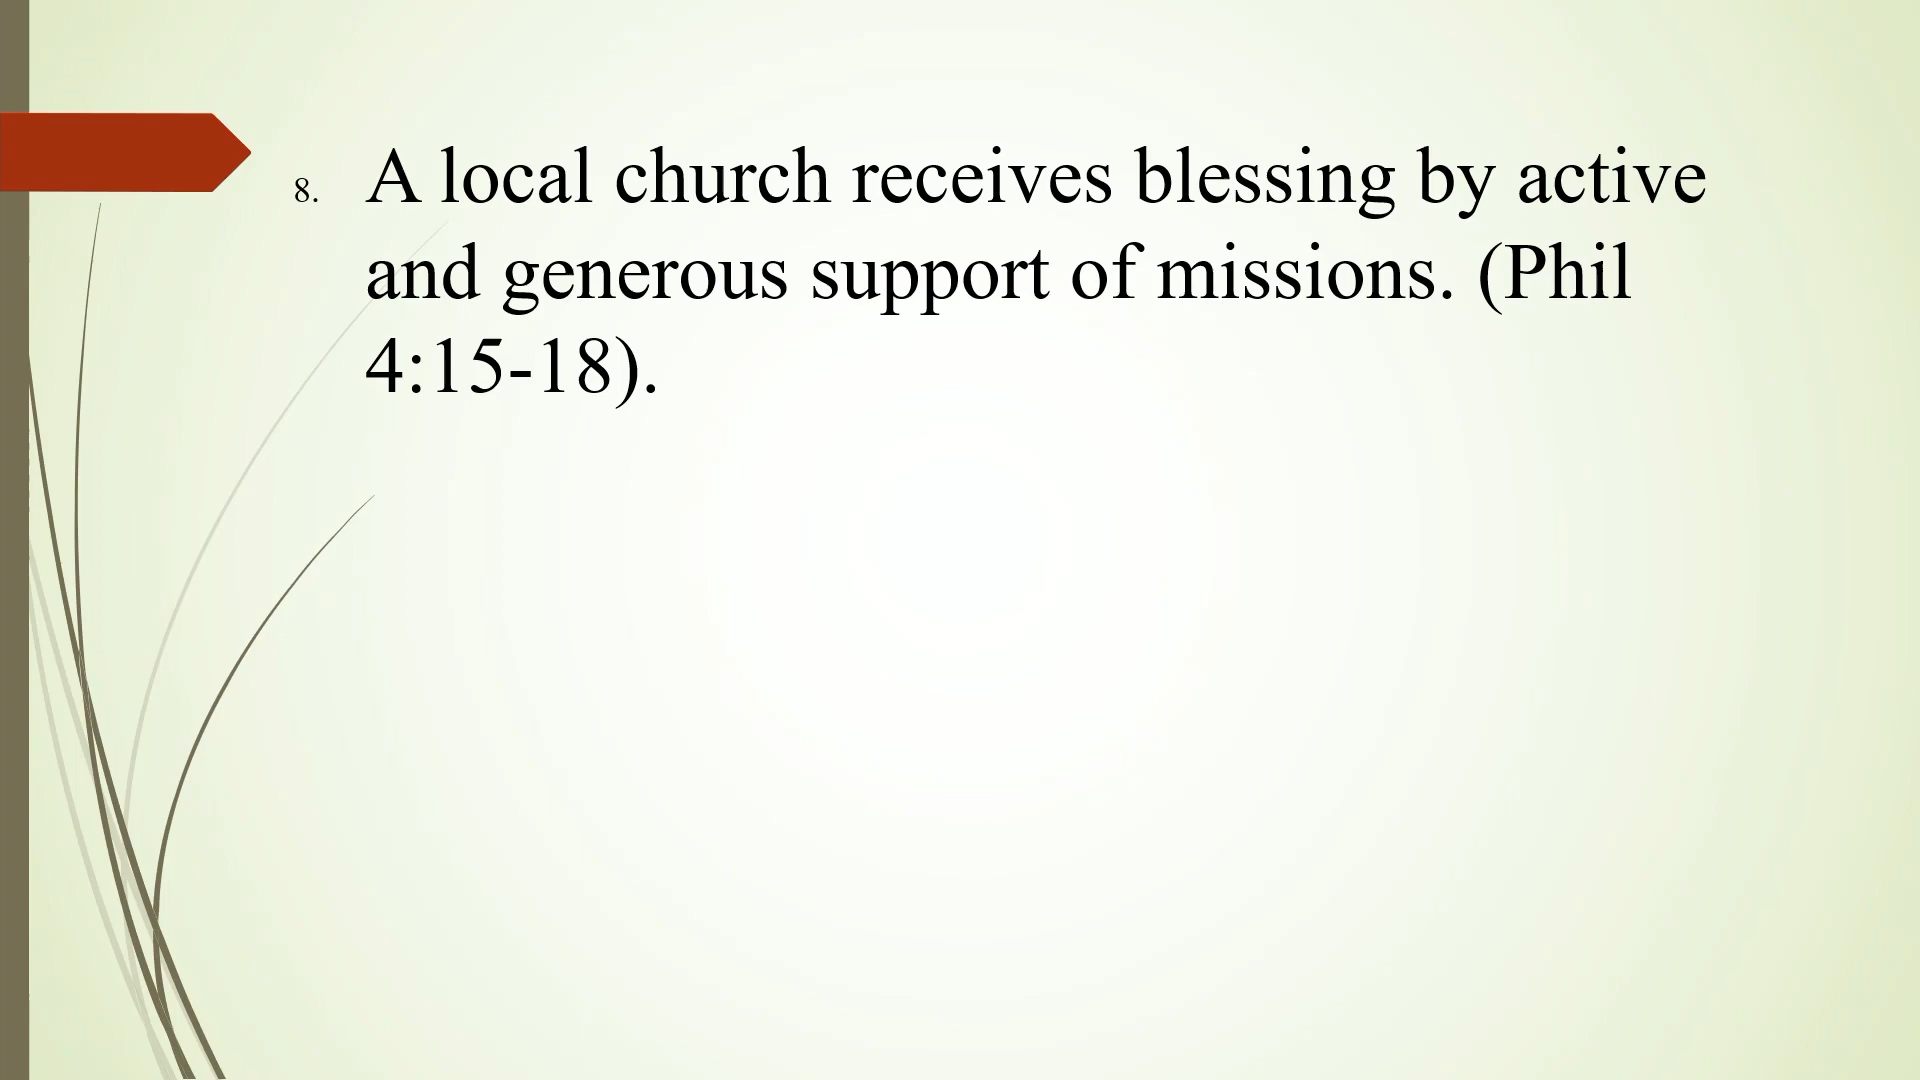 8. A local church receives blessing by active
and generous support of missions. (Phil
4:15-18).